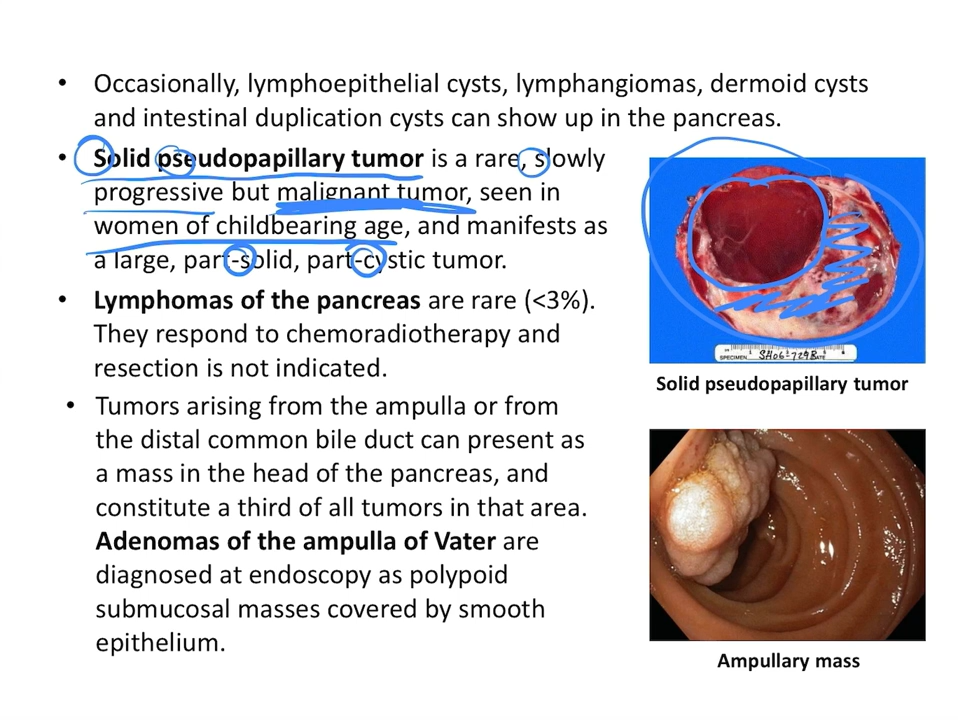 • Occasionally, lymphoepithelial cysts, lymphangiomas, dermoid cysts
and intestinal duplication cysts can show up in the pancreas.
• Solid pseudopapillary tumor is a rare, slowly
progressive but malignant tumor, seen in
women of childbearing age, and manifests as
a large, part-solid, part-cystic tumor.
• Lymphomas of the pancreas are rare (<3%).
They respond to chemoradiotherapy and
resection is not indicated.
• Tumors arising from the ampulla or from
the distal common bile duct can present as
a mass in the head of the pancreas, and
constitute a third of all tumors in that area.
Adenomas of the ampulla of Vater are
diagnosed at endoscopy as polypoid
submucosal masses covered by smooth
epithelium.
SPECIMEN SH06-729B DATE
Solid pseudopapillary tumor
Ampullary mass